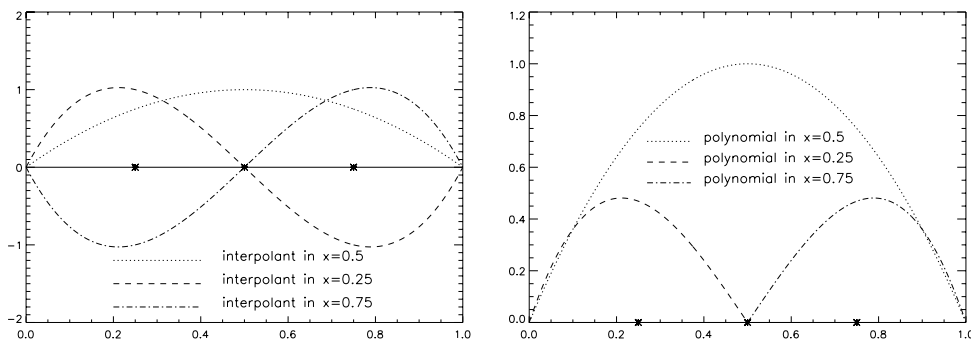 2
1
0
-1
-2
0.0 0.2 0.4 0.6 0.8 1.0
interpolant in x=0.5
interpolant in x=0.25
interpolant in x=0.75
1.2
1.0
0.8
0.6
0.4
0.2
0.0
0.0 0.2 0.4 0.6 0.8 1.0
polynomial in x=0.5
polynomial in x=0.25
polynomial in x=0.75